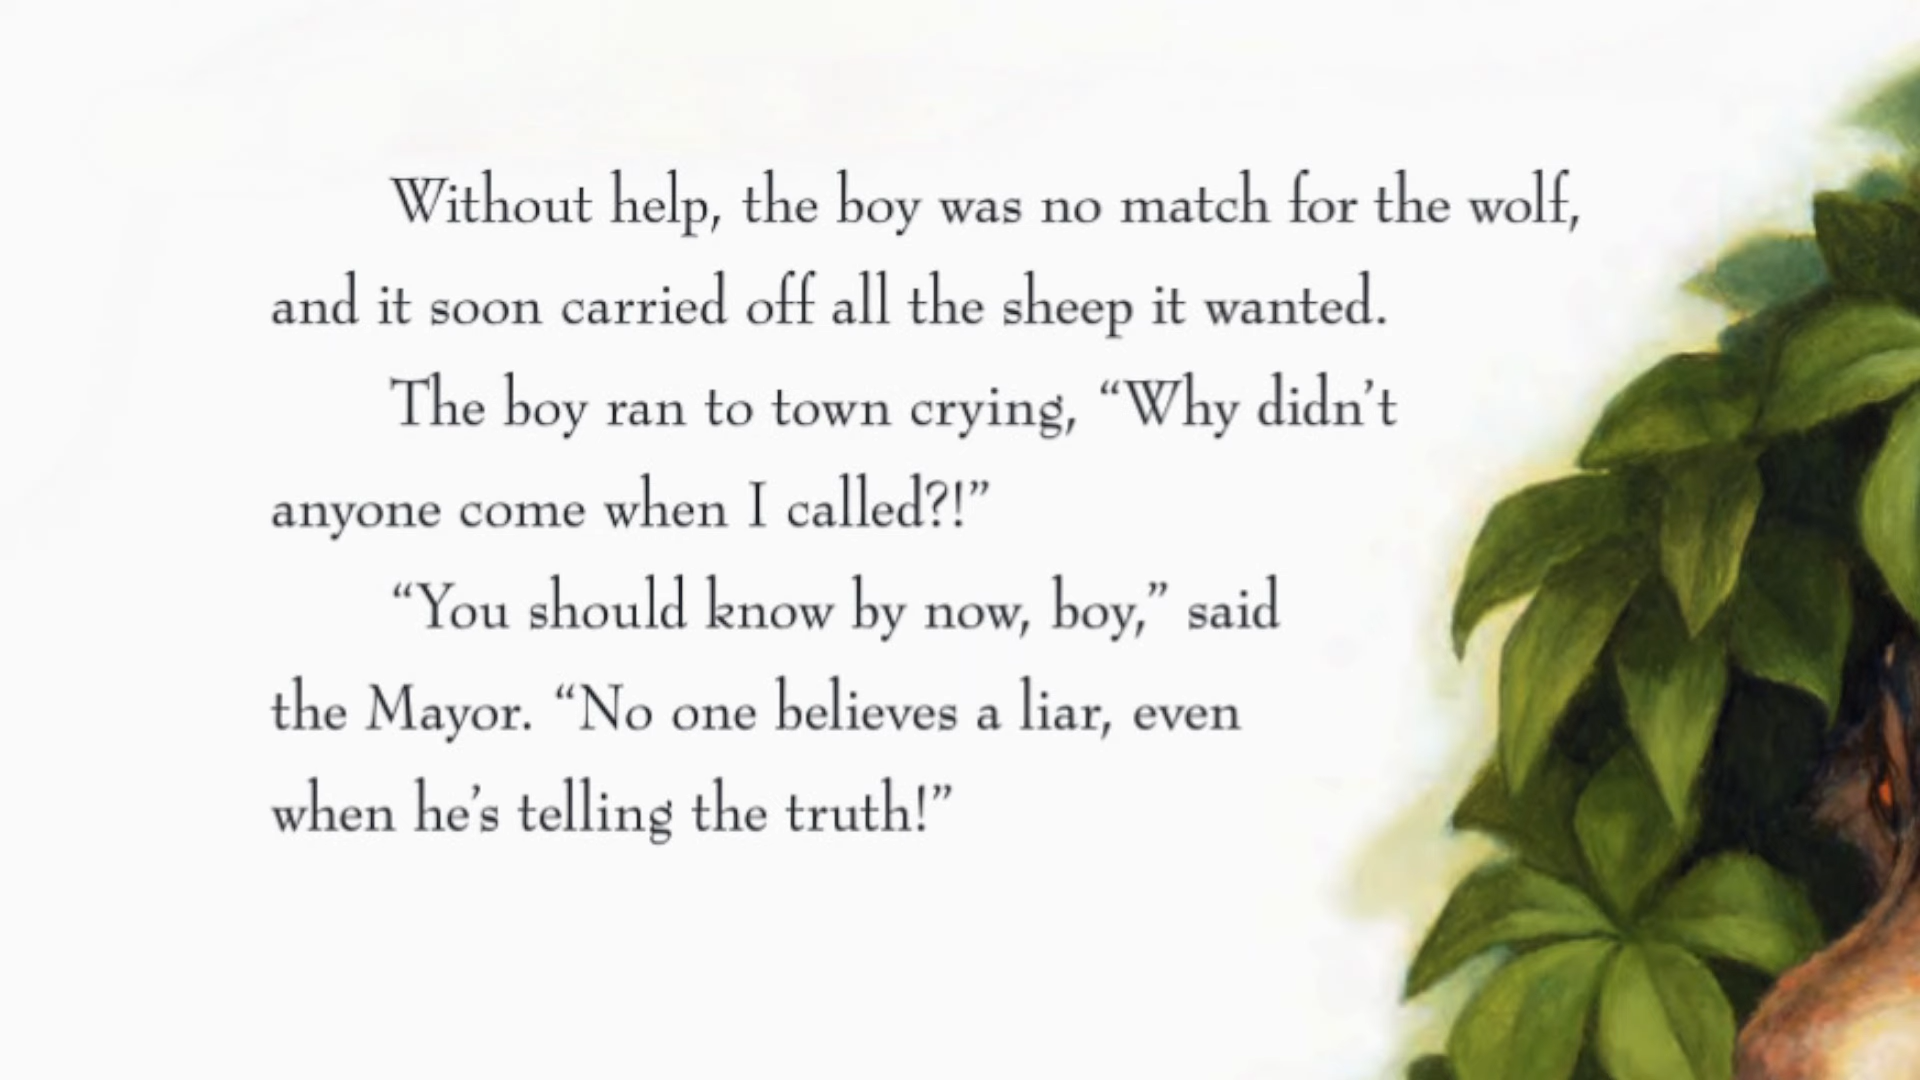 Without help, the boy was no match for the wolf,
and it soon carried off all the sheep it wanted.
The boy ran to town crying, “Why didn’t
anyone come when I called?!”
“You should know by now, boy,” said
the Mayor. “No one believes a liar, even
when he’s telling the truth!”